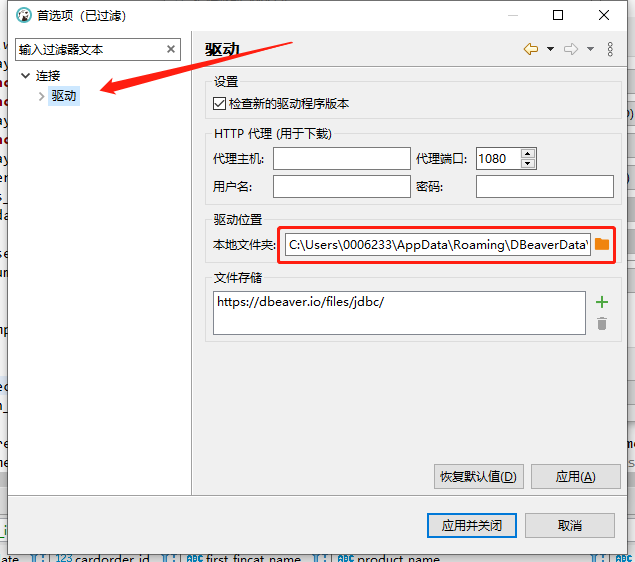 首选项（已过滤）
输入过滤器文本
连接
驱动
驱动
设置
检查新的驱动程序版本
HTTP 代理 (用于下载)
代理主机:
代理端口: 1080
用户名:
密码:
驱动位置
本地文件夹: C:\Users\0006233\AppData\Roaming\DBeaverData\
文件存储
https://dbeaver.io/files/jdbc/
恢复默认值(D)
应用(A)
应用并关闭
取消
123 cardorder_id
ABC first_fincat_name
ABC product_name
ABC